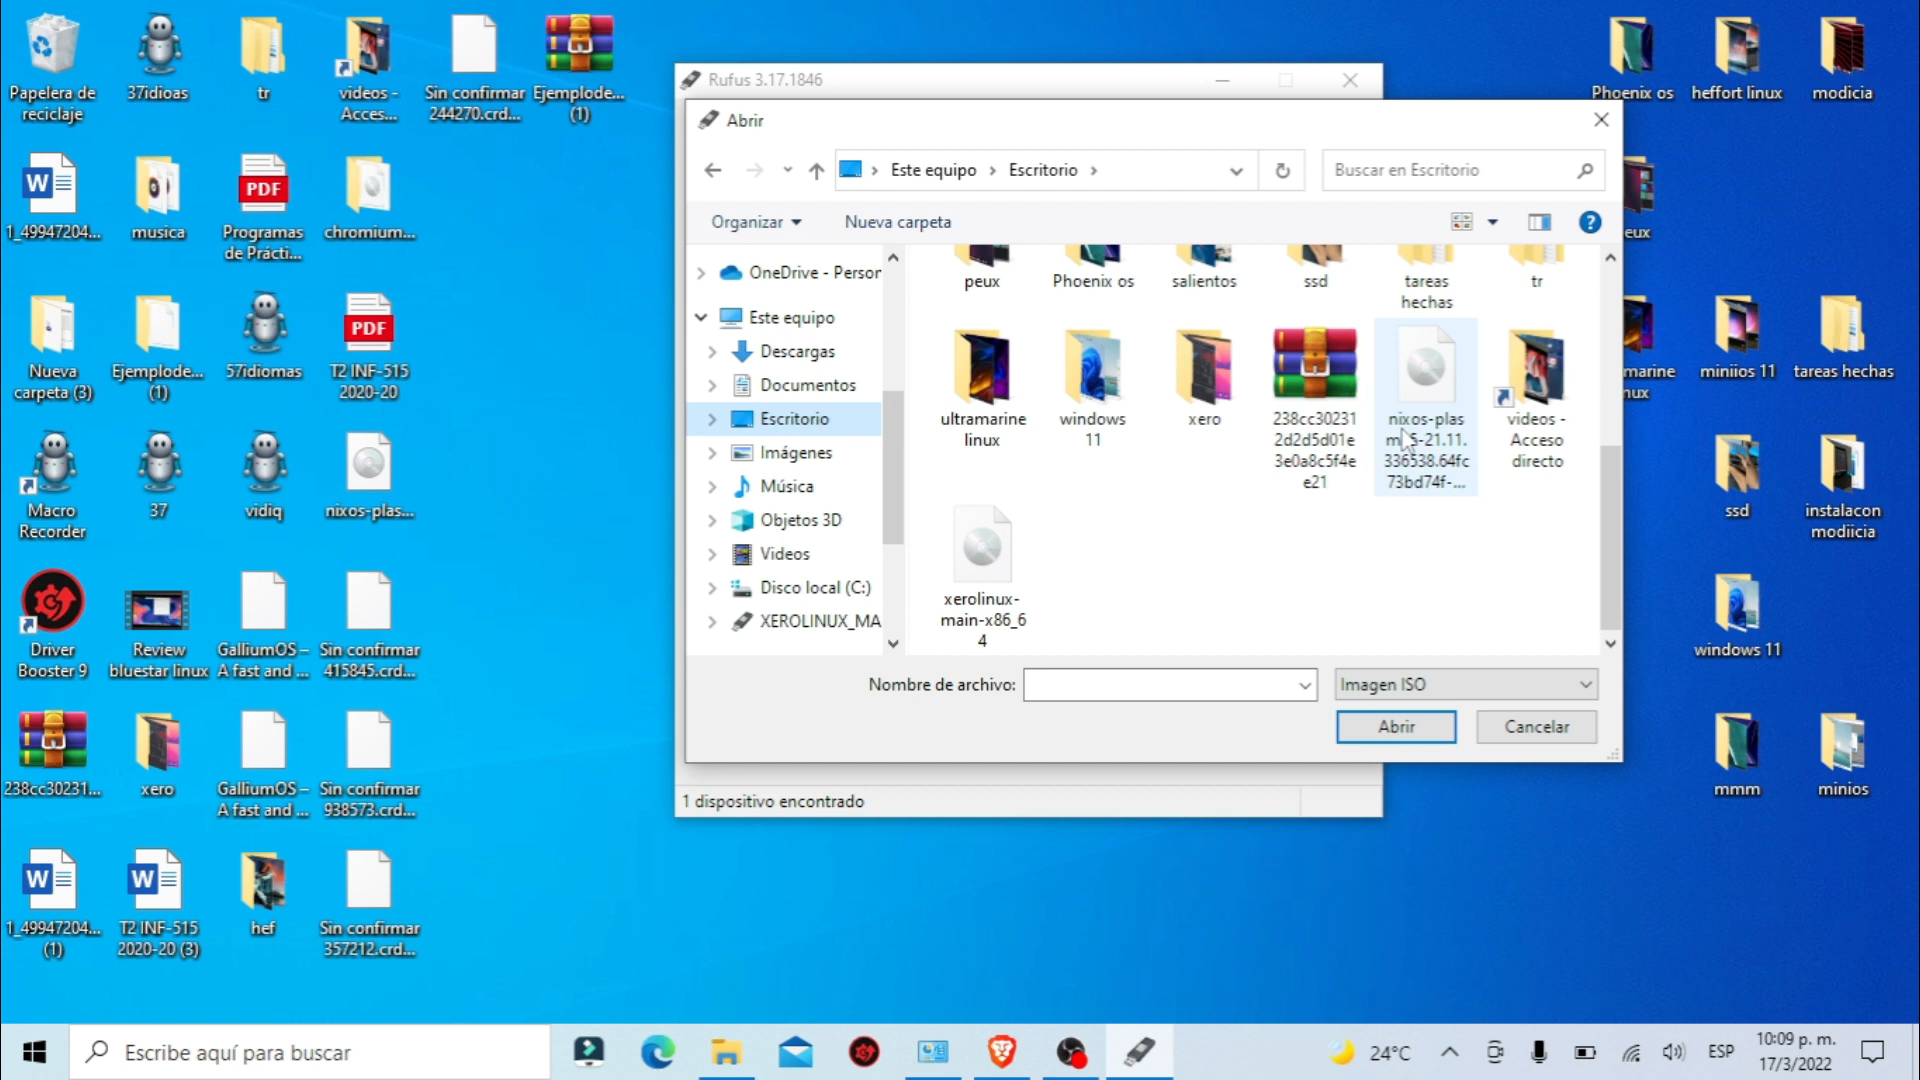 Papelera de
reciclaje
37idioas
tr
videos -
Acces...
Sin confirmar
244270.crd...
Ejemplode...
(1)
1_49947204...
musica
PDF
Programas
de Prácti...
chromium...
Nueva
carpeta (3)
Ejemplode...
(1)
57idiomas
PDF
T2 INF-515
2020-20
Macro
Recorder
37
vidiq
nixos-plas...
Driver
Booster 9
Review
bluestar linux
GalliumOS –
A fast and ...
Sin confirmar
415845.crd...
238cc30231...
xero
GalliumOS –
A fast and ...
Sin confirmar
938573.crd...
1_49947204...
(1)
T2 INF-515
2020-20 (3)
hef
Sin confirmar
357212.crd...
Rufus 3.17.1846
Abrir
Este equipo
Escritorio
Buscar en Escritorio
Organizar
Nueva carpeta
OneDrive - Person
Este equipo
Descargas
Documentos
Escritorio
Imágenes
Música
Objetos 3D
Videos
Disco local (C:)
XEROLINUX_MA
peux
Phoenix os
salientos
ssd
tareas
hechas
tr
ultramarine
linux
windows
11
xero
238cc30231
2d2d5d01e
3e0a8c5f4e
e21
nixos-plas
ma5-21.11.
336538.64fc
73bd74f-...
videos -
Acceso
directo
xerolinux-
main-x86_6
4
Nombre de archivo:
Imagen ISO
Abrir
Cancelar
1 dispositivo encontrado
Phoenix os
heffort linux
modicia
eux
marine
nux
miniios 11
tareas hechas
ssd
instalacon
modiicia
windows 11
mmm
minios
Escribe aquí para buscar
24°C
ESP
10:09 p. m.
17/3/2022